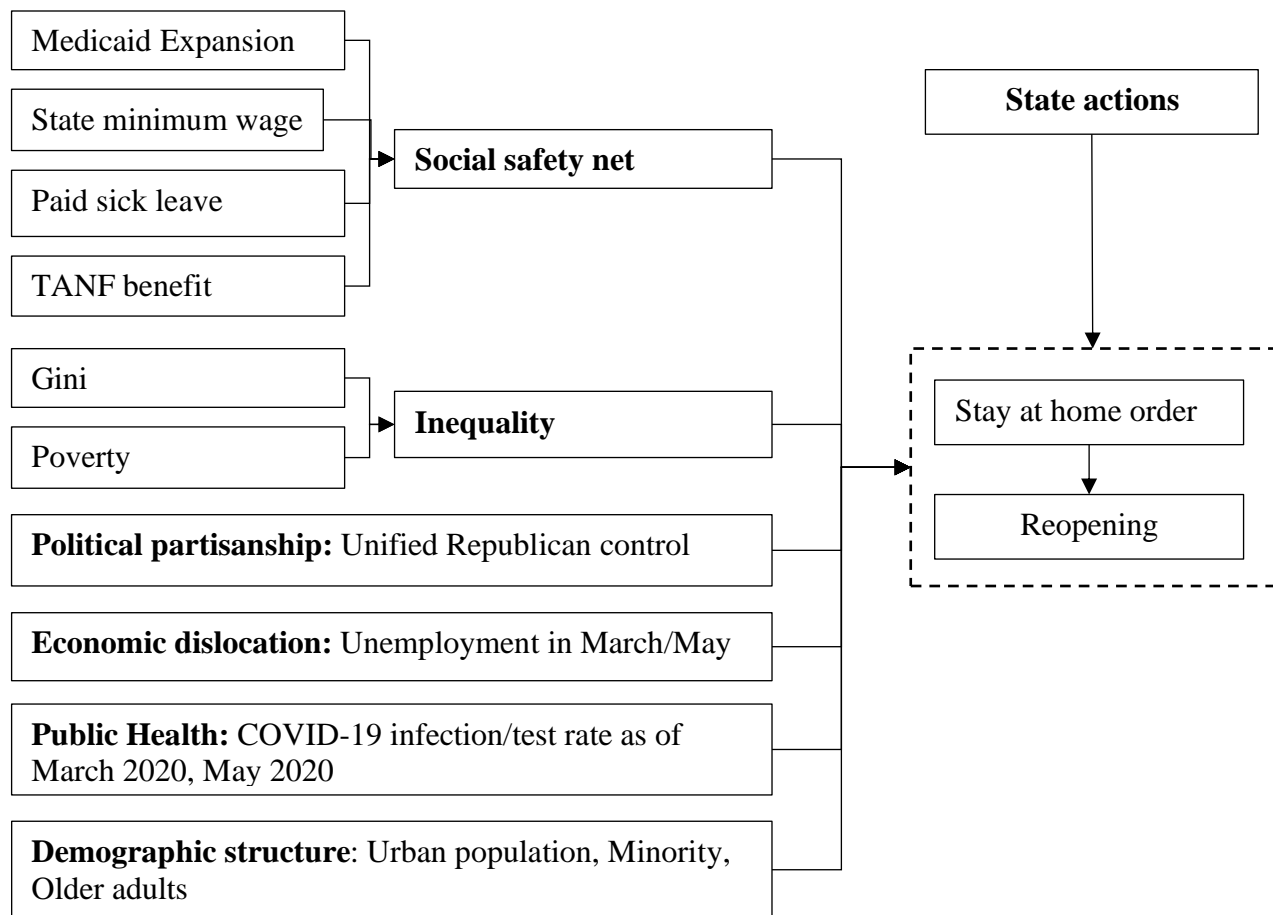 Medicaid Expansion
State minimum wage
Paid sick leave
TANF benefit
Social safety net
Gini
Poverty
Inequality
Political partisanship: Unified Republican control
Economic dislocation: Unemployment in March/May
Public Health: COVID-19 infection/test rate as of
March 2020, May 2020
Demographic structure: Urban population, Minority,
Older adults
State actions
Stay at home order
Reopening